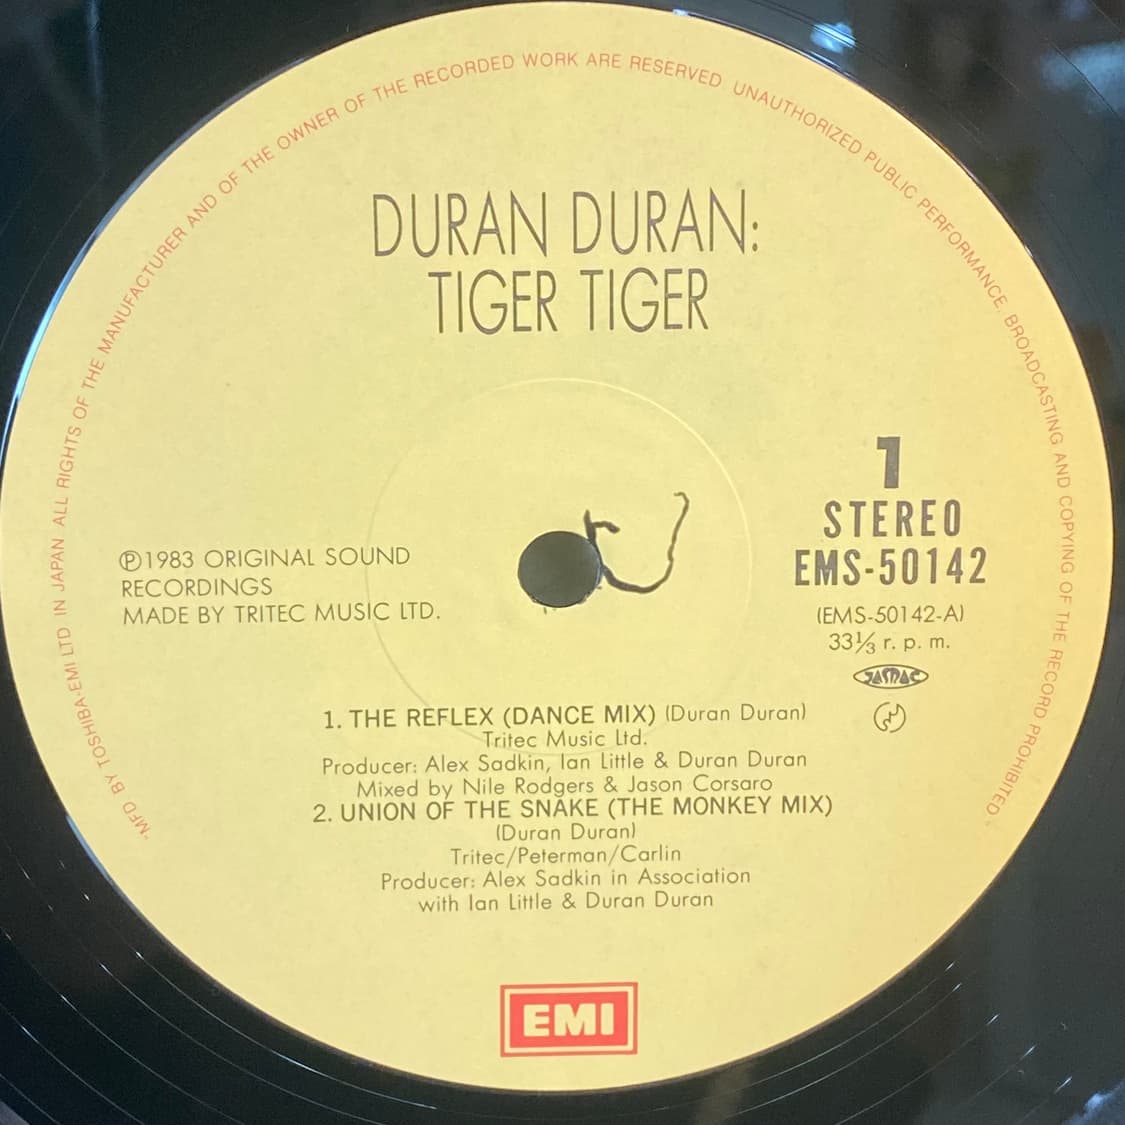 "MFD BY TOSHIBA-EMI LTD IN JAPAN ALL RIGHTS OF THE MANUFACTURER AND OF THE OWNER OF THE RECORDED WORK ARE RESERVED UNAUTHORIZED PUBLIC PERFORMANCE. BROADCASTING AND COPYING OF THE RECORD PROHIBITED"
DURAN DURAN:
TIGER TIGER
1
STEREO
EMS-50142
(EMS-50142-A)
33⅓ r. p. m.
JASRAC
Ⓟ1983 ORIGINAL SOUND
RECORDINGS
MADE BY TRITEC MUSIC LTD.
1. THE REFLEX (DANCE MIX) (Duran Duran)
Tritec Music Ltd.
Producer: Alex Sadkin, Ian Little & Duran Duran
Mixed by Nile Rodgers & Jason Corsaro
2. UNION OF THE SNAKE (THE MONKEY MIX)
(Duran Duran)
Tritec/Peterman/Carlin
Producer: Alex Sadkin in Association
with Ian Little & Duran Duran
EMI